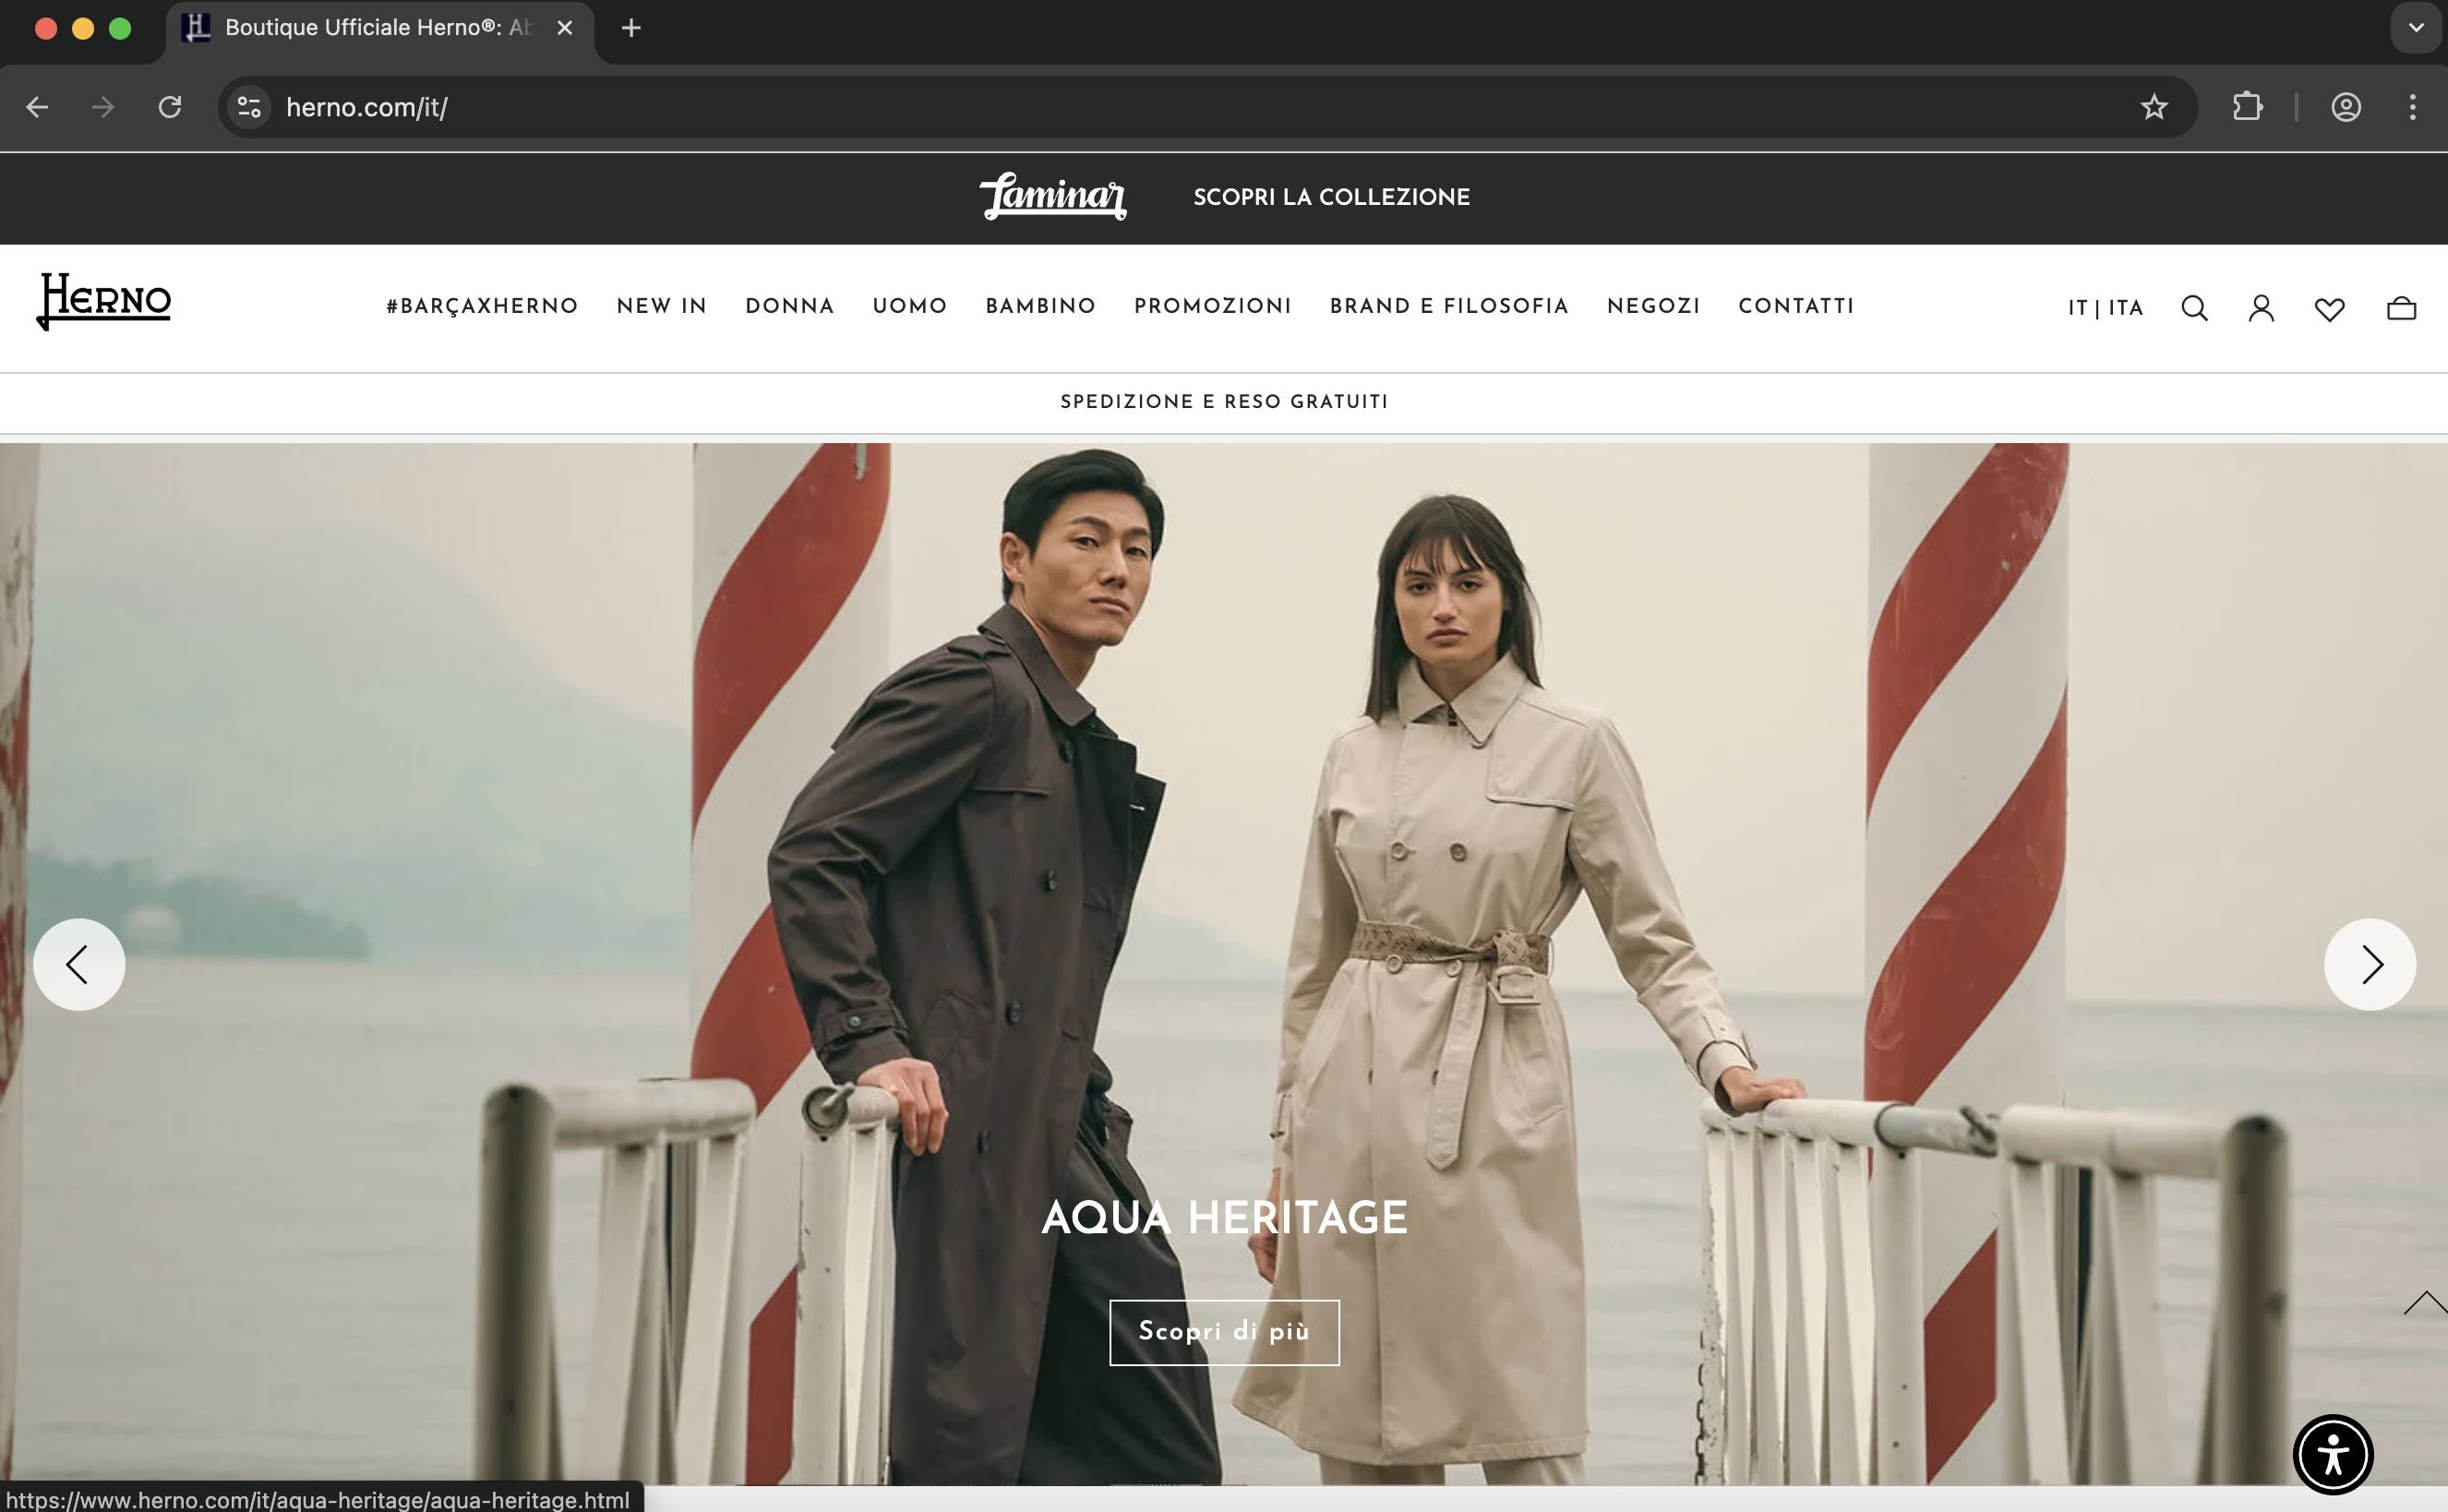 Boutique Ufficiale Herno®: Ab
herno.com/it/
Laminar SCOPRI LA COLLEZIONE
HERNO
#BARÇAXHERNO NEW IN DONNA UOMO BAMBINO PROMOZIONI BRAND E FILOSOFIA NEGOZI CONTATTI IT | ITA
SPEDIZIONE E RESO GRATUITI
AQUA HERITAGE
Scopri di più
https://www.herno.com/it/aqua-heritage/aqua-heritage.html